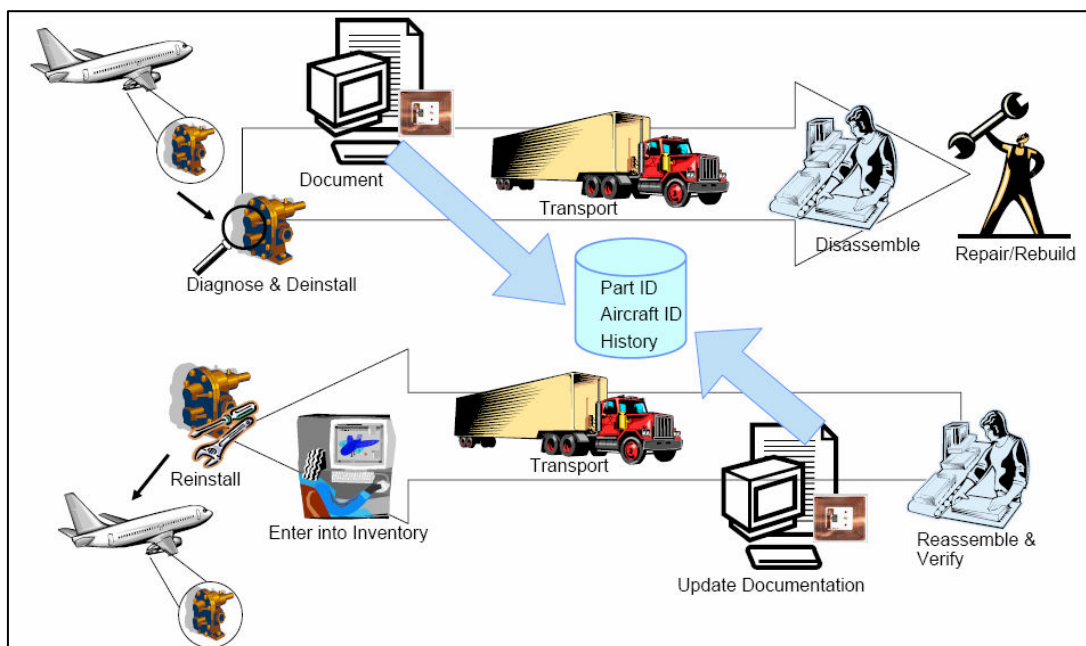 Document
Transport
Disassemble
Repair/Rebuild
Diagnose & Deinstall
Part ID
Aircraft ID
History
Reinstall
Enter into Inventory
Transport
Update Documentation
Reassemble &
Verify